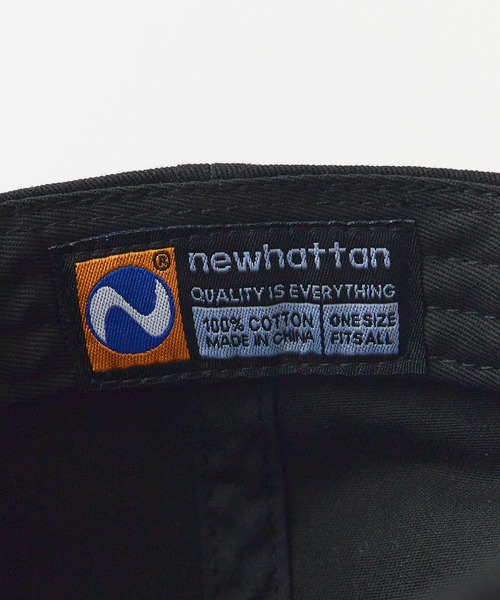 ® newhattan
QUALITY IS EVERYTHING
100% COTTON
MADE IN CHINA
ONE SIZE
FITS ALL